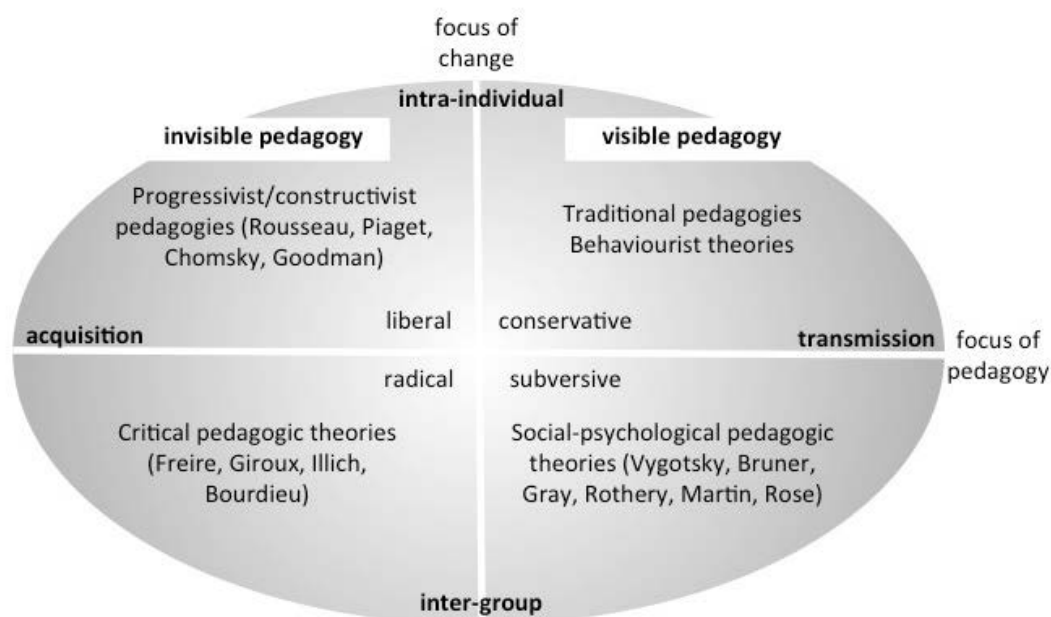 focus of
change
intra-individual
invisible pedagogy
visible pedagogy
Progressivist/constructivist
pedagogies (Rousseau, Piaget,
Chomsky, Goodman)
Traditional pedagogies
Behaviourist theories
liberal
conservative
acquisition
transmission
focus of
pedagogy
radical
subversive
Critical pedagogic theories
(Freire, Giroux, Illich,
Bourdieu)
Social-psychological pedagogic
theories (Vygotsky, Bruner,
Gray, Rothery, Martin, Rose)
inter-group